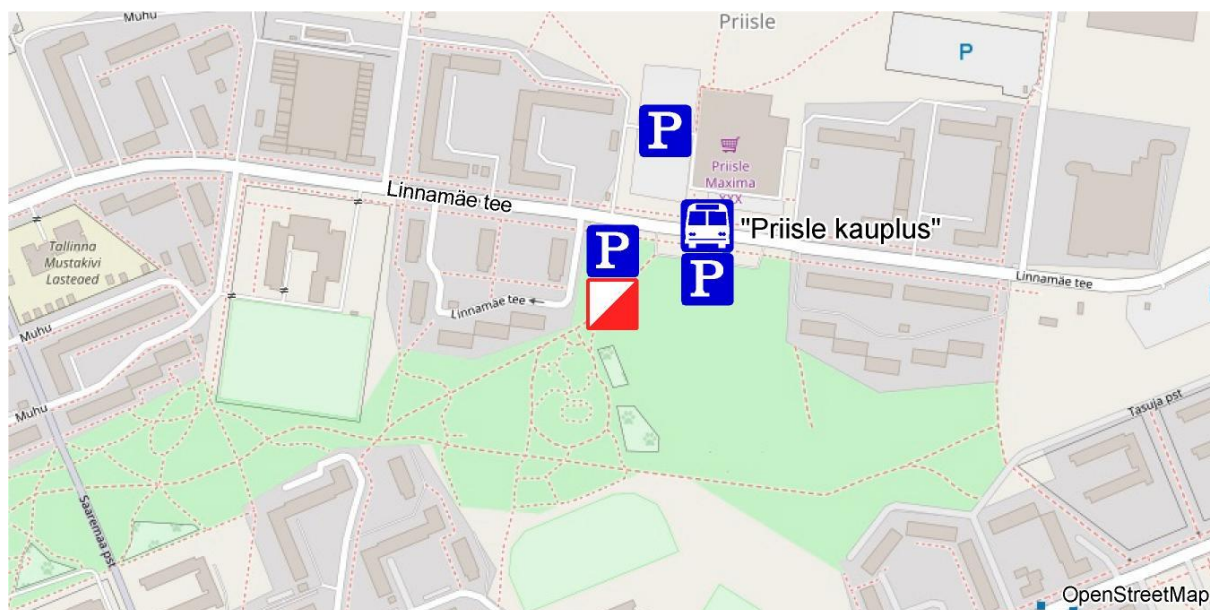 Muhu
Priisle
P
P
Priisle
Maxima
XXX
Linnamäe tee
"Priisle kauplus"
P
P
Tallinna
Mustakivi
Lasteaed
Linnamäe tee
Linnamäe tee
Muhu
Muhu
Tasuja pst
Saaremaa pst
OpenStreetMap